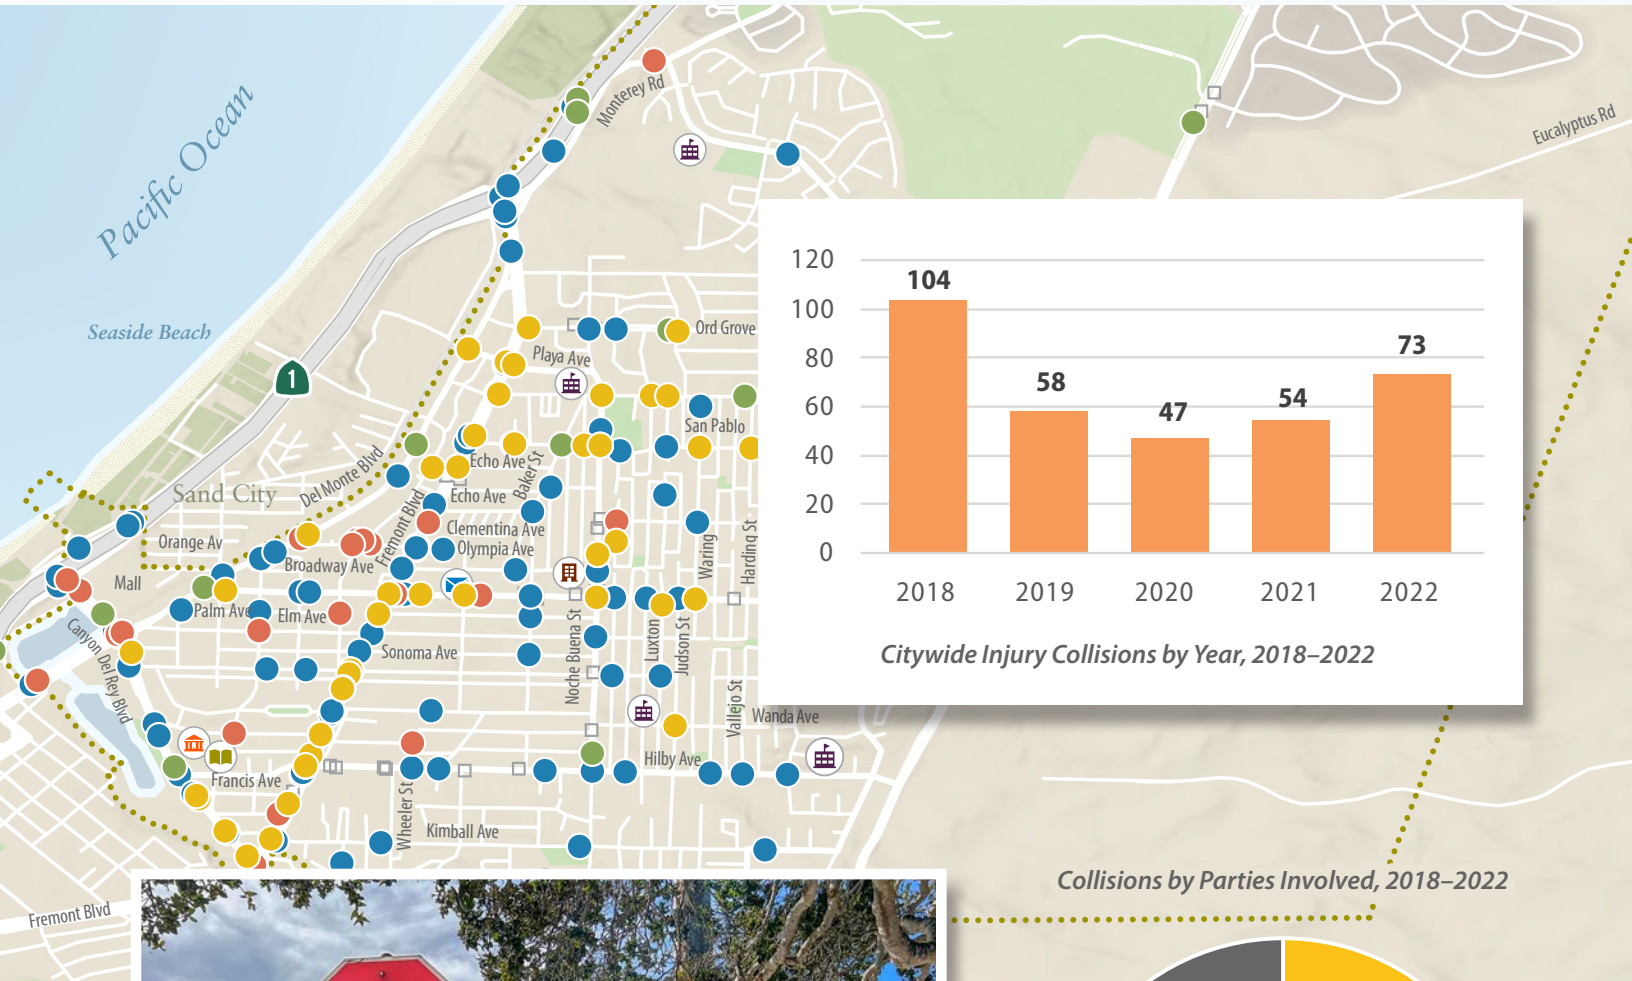 Monterey Rd
Pacific Ocean
Eucalyptus Rd
Seaside Beach
1
Ord Grove
Playa Ave
San Pablo
Echo Ave
Baker St
Del Monte Blvd
Sand City
Echo Ave
Fremont Blvd
Clementina Ave
Olympia Ave
Orange Av
Broadway Ave
Waring
Harding St
Mall
Palm Ave
Elm Ave
Canyon Del Rey Blvd
Sonoma Ave
Noche Buena St
Luxton
Judson St
Vallejo St
Wanda Ave
Hilby Ave
Francis Ave
Wheeler St
Kimball Ave
Fremont Blvd
120
100
80
60
40
20
0
104
58
47
54
73
2018
2019
2020
2021
2022
Citywide Injury Collisions by Year, 2018–2022
Collisions by Parties Involved, 2018–2022